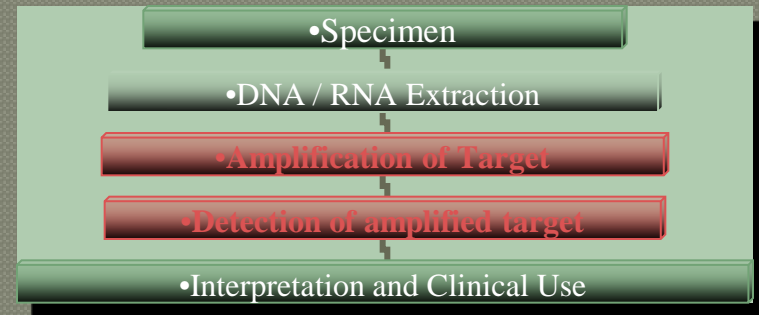 •Specimen
•DNA / RNA Extraction
•Amplification of Target
•Detection of amplified target
•Interpretation and Clinical Use